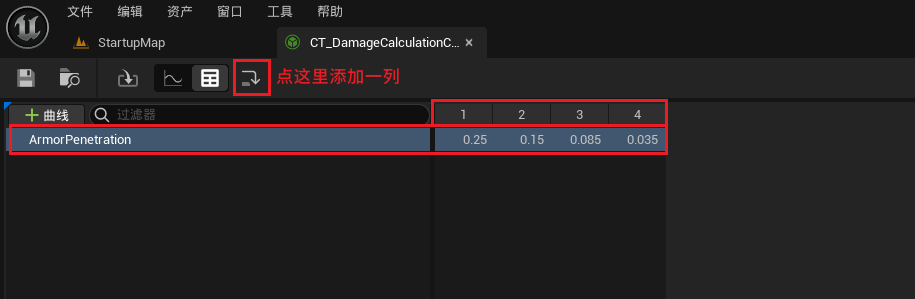 文件 编辑 资产 窗口 工具 帮助
StartupMap CT_DamageCalculationC... ×
点这里添加一列
+ 曲线 过滤器 1 2 3 4
ArmorPenetration 0.25 0.15 0.085 0.035